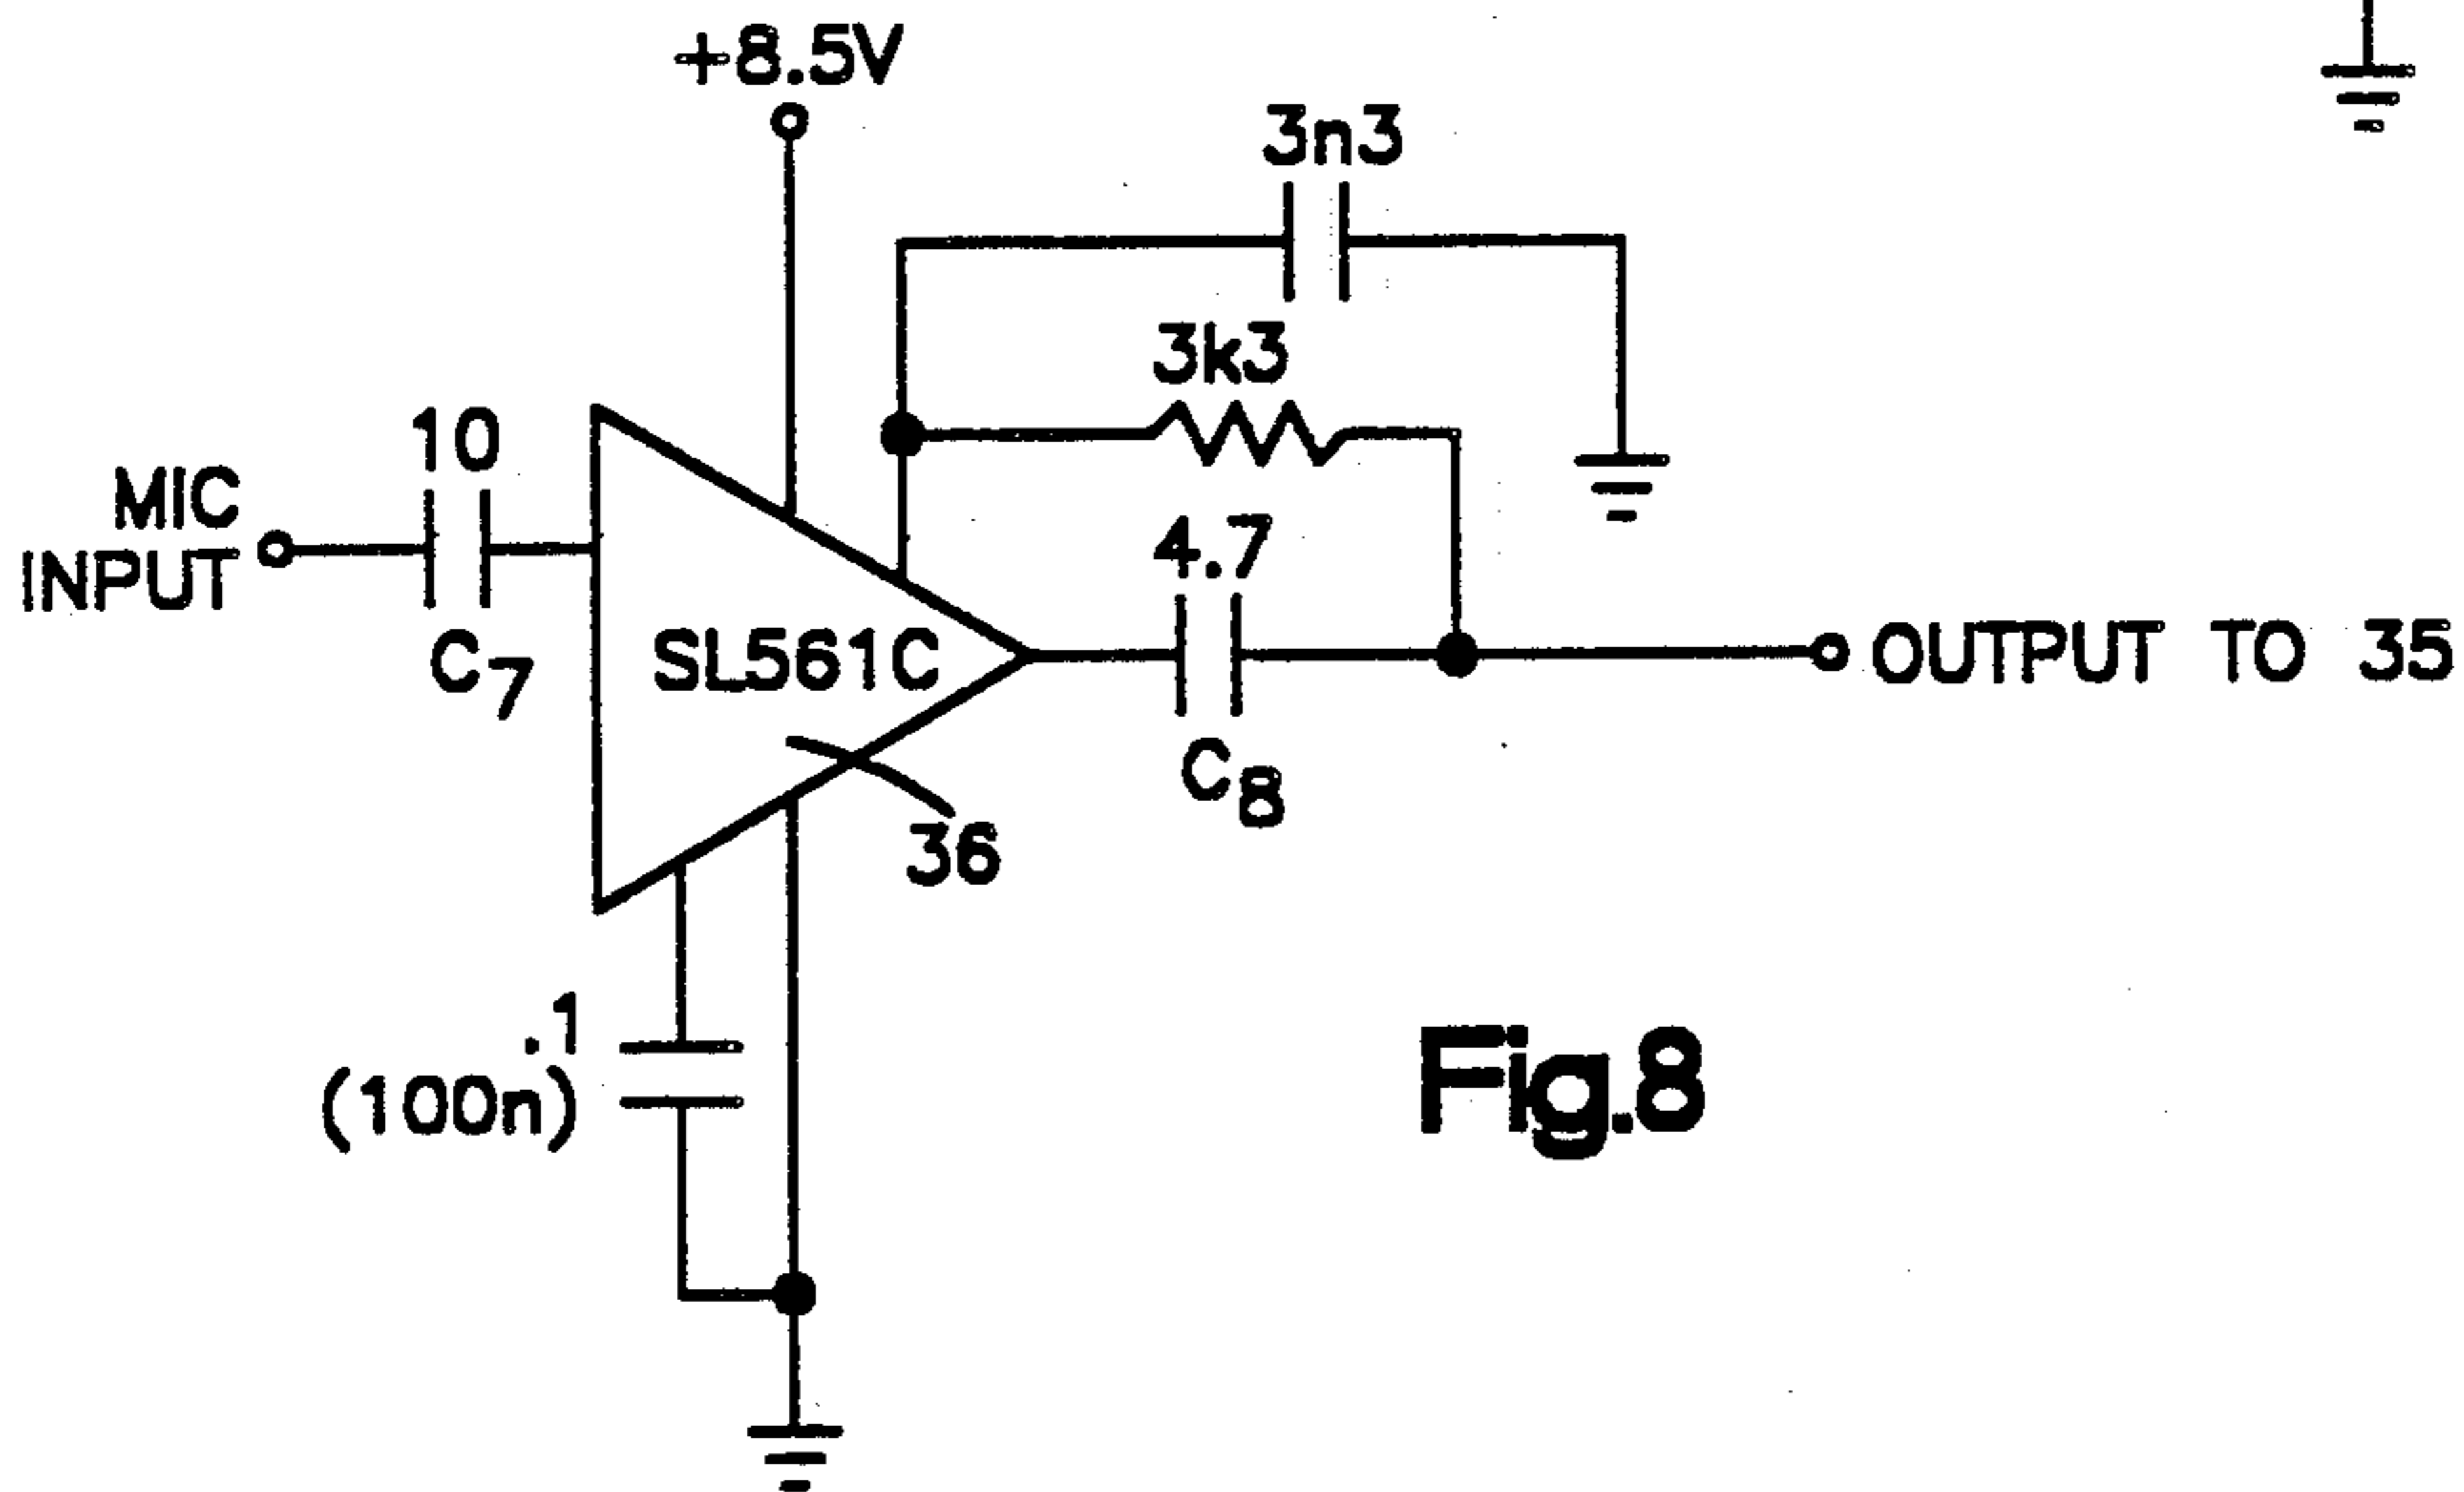 +8.5V
3n3
3k3
10
MIC
INPUT
C7
4.7
SL561C
OUTPUT TO 35
C8
36
.1
(100n)
Fig.8